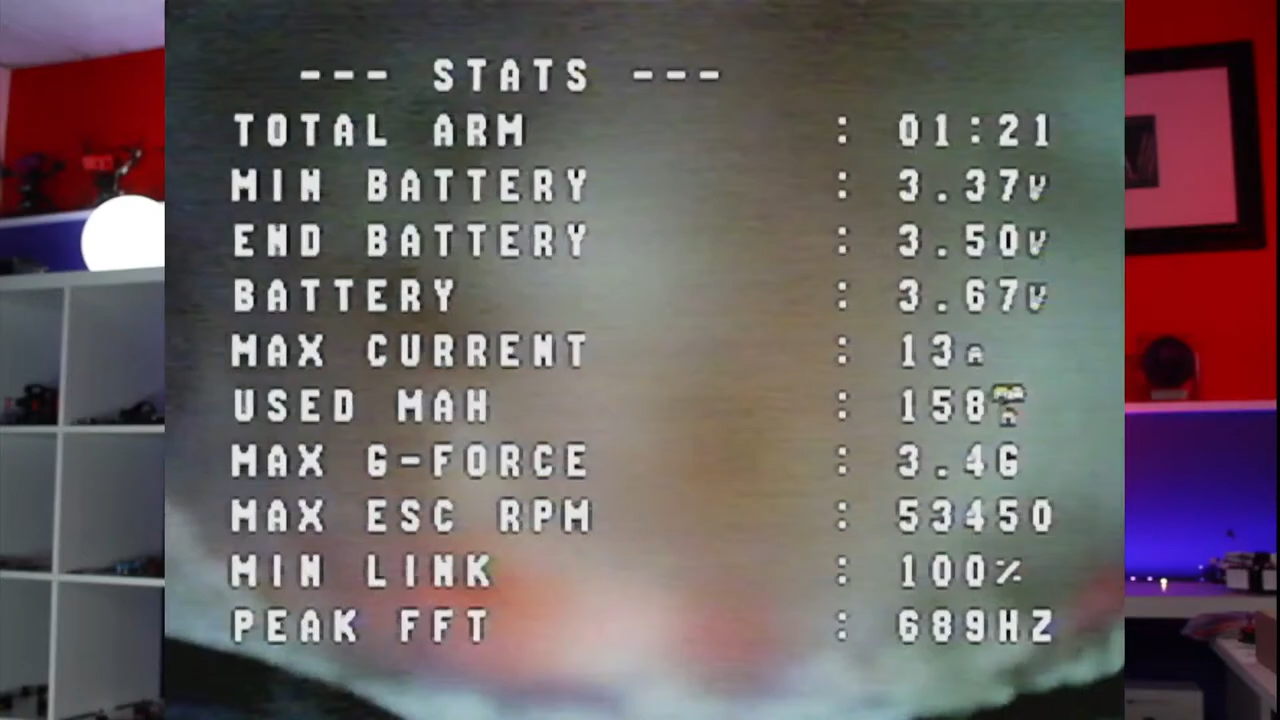 --- STATS ---
TOTAL ARM : 01:21
MIN BATTERY : 3.37V
END BATTERY : 3.50V
BATTERY : 3.67V
MAX CURRENT : 13A
USED MAH : 158mAh
MAX G-FORCE : 3.4G
MAX ESC RPM : 53450
MIN LINK : 100%
PEAK FFT : 689HZ